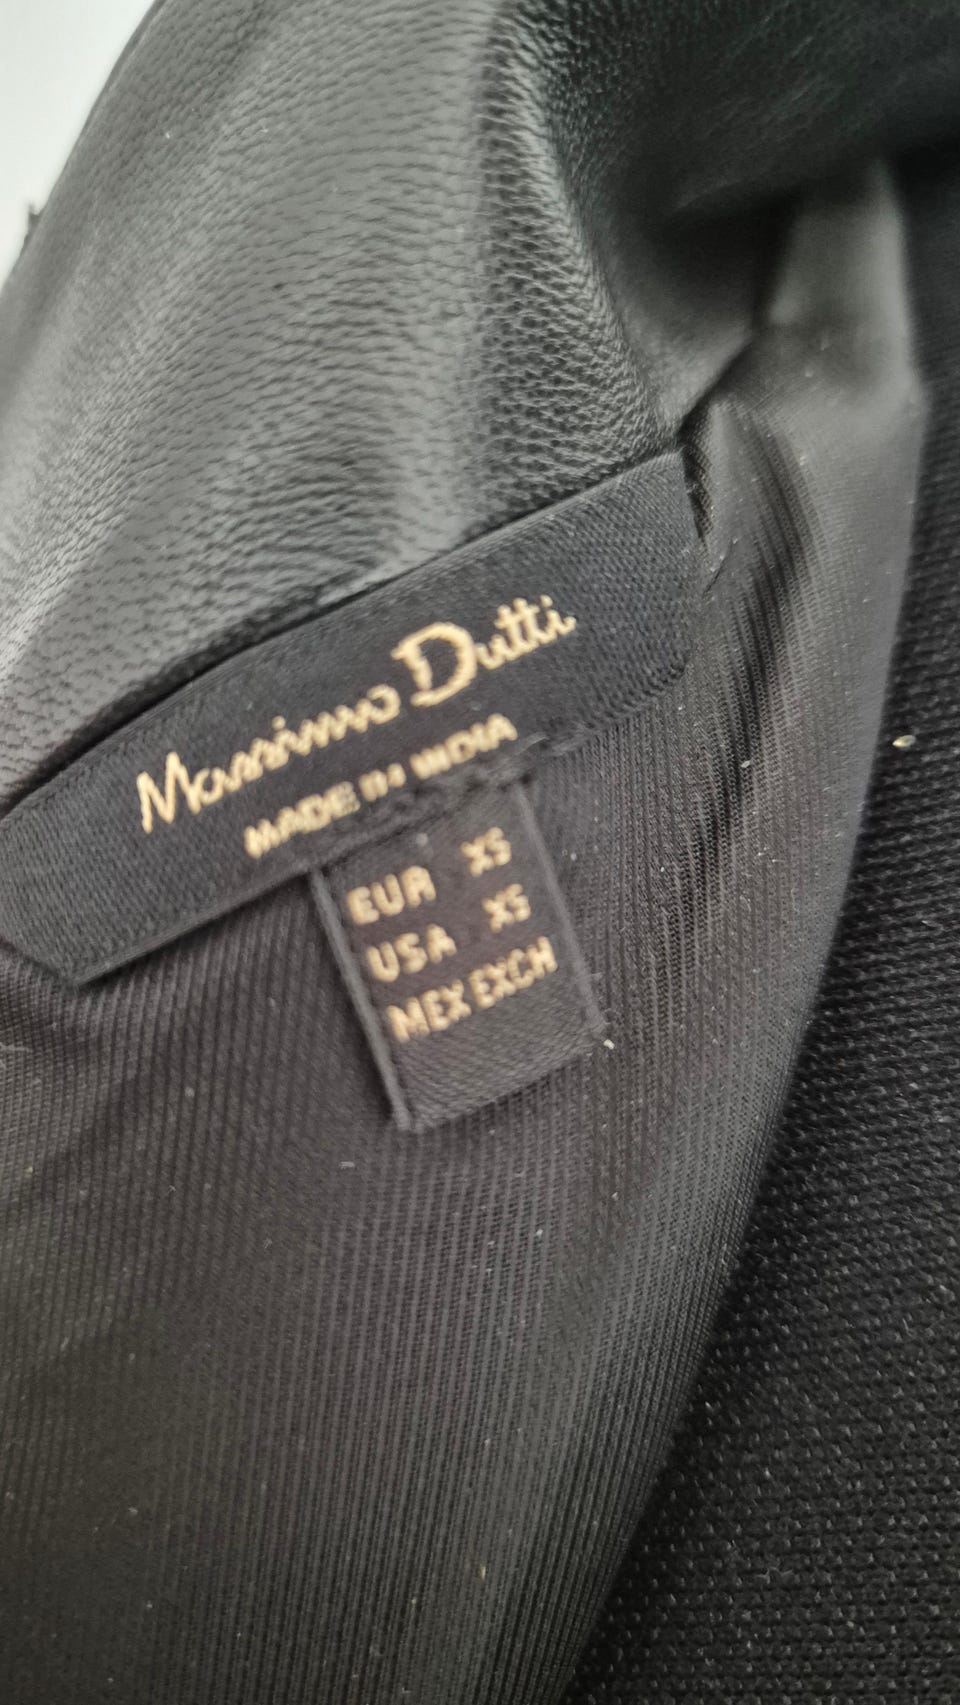 Massimo Dutti
MADE IN INDIA
EUR XS
USA XS
MEX EXCH